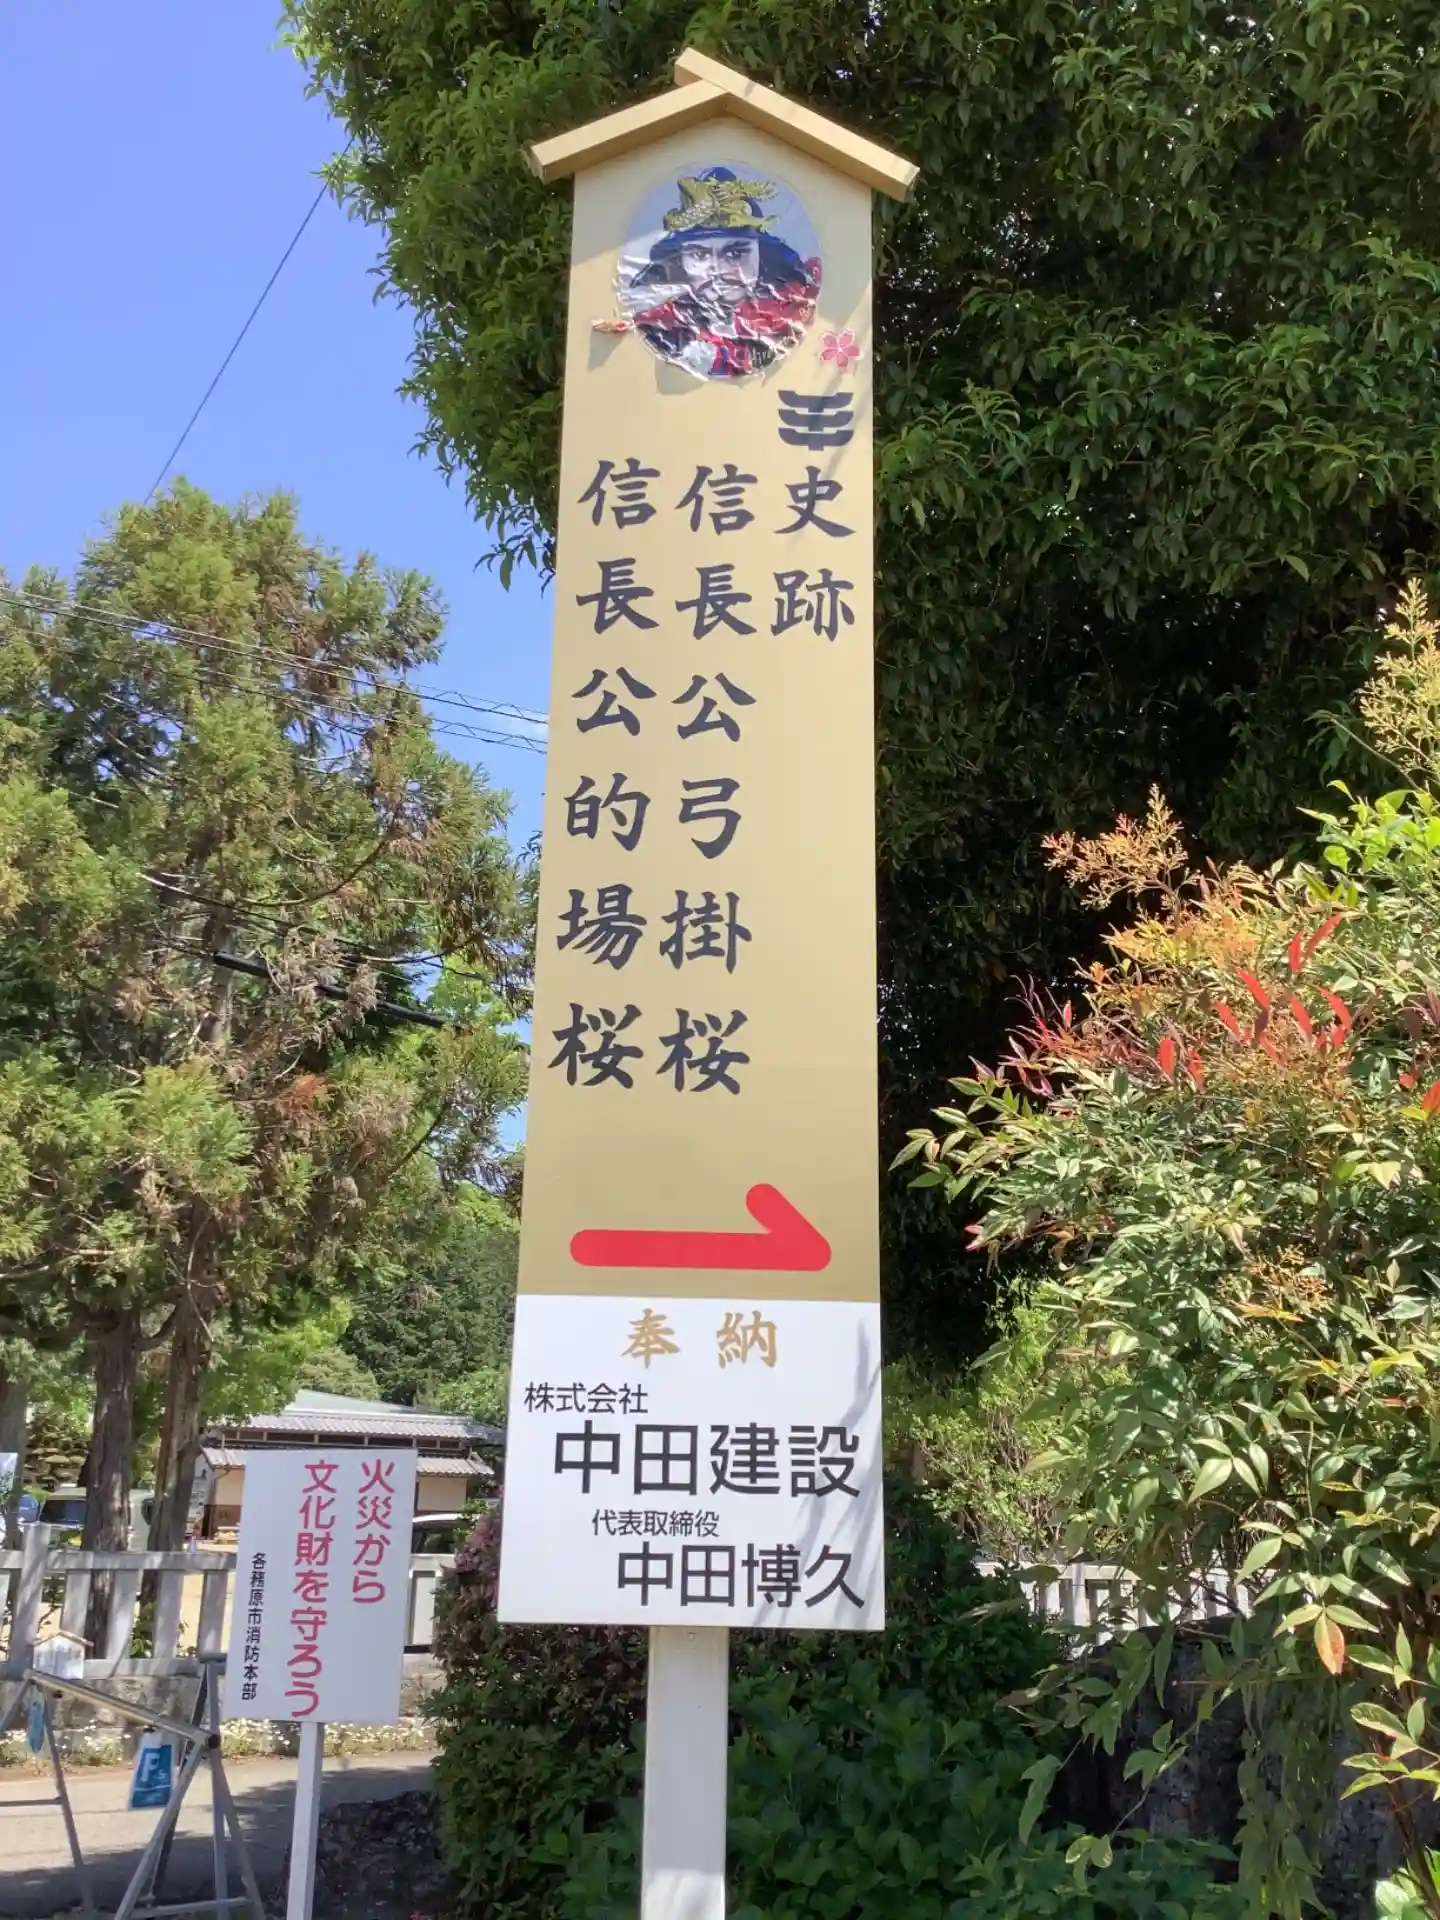 史跡
信長公弓掛桜
信長公的場桜
奉納
株式会社
中田建設
代表取締役
中田博久
火災から
文化財を守ろう
各務原市消防本部
P